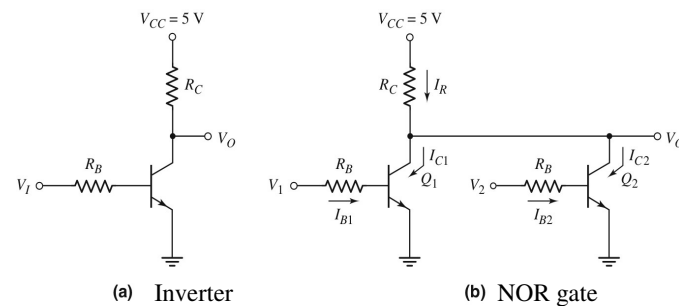 V_CC = 5 V
R_C
V_O
R_B
V_I
(a) Inverter
V_CC = 5 V
R_C
I_R
V_O
R_B
I_C1
Q_1
V_1
I_B1
R_B
I_C2
Q_2
V_2
I_B2
(b) NOR gate